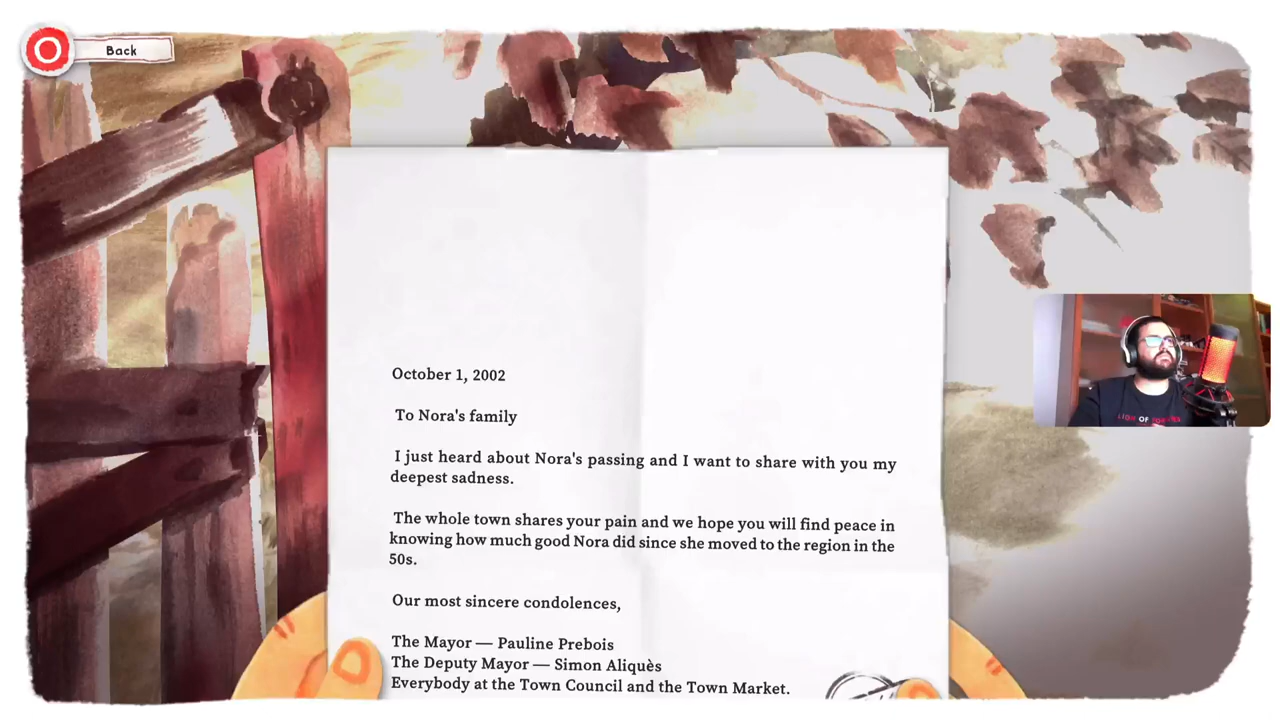 Back
October 1, 2002
To Nora's family
I just heard about Nora's passing and I want to share with you my
deepest sadness.
The whole town shares your pain and we hope you will find peace in
knowing how much good Nora did since she moved to the region in the
50s.
Our most sincere condolences,
The Mayor — Pauline Prebois
The Deputy Mayor — Simon Aliquès
Everybody at the Town Council and the Town Market.